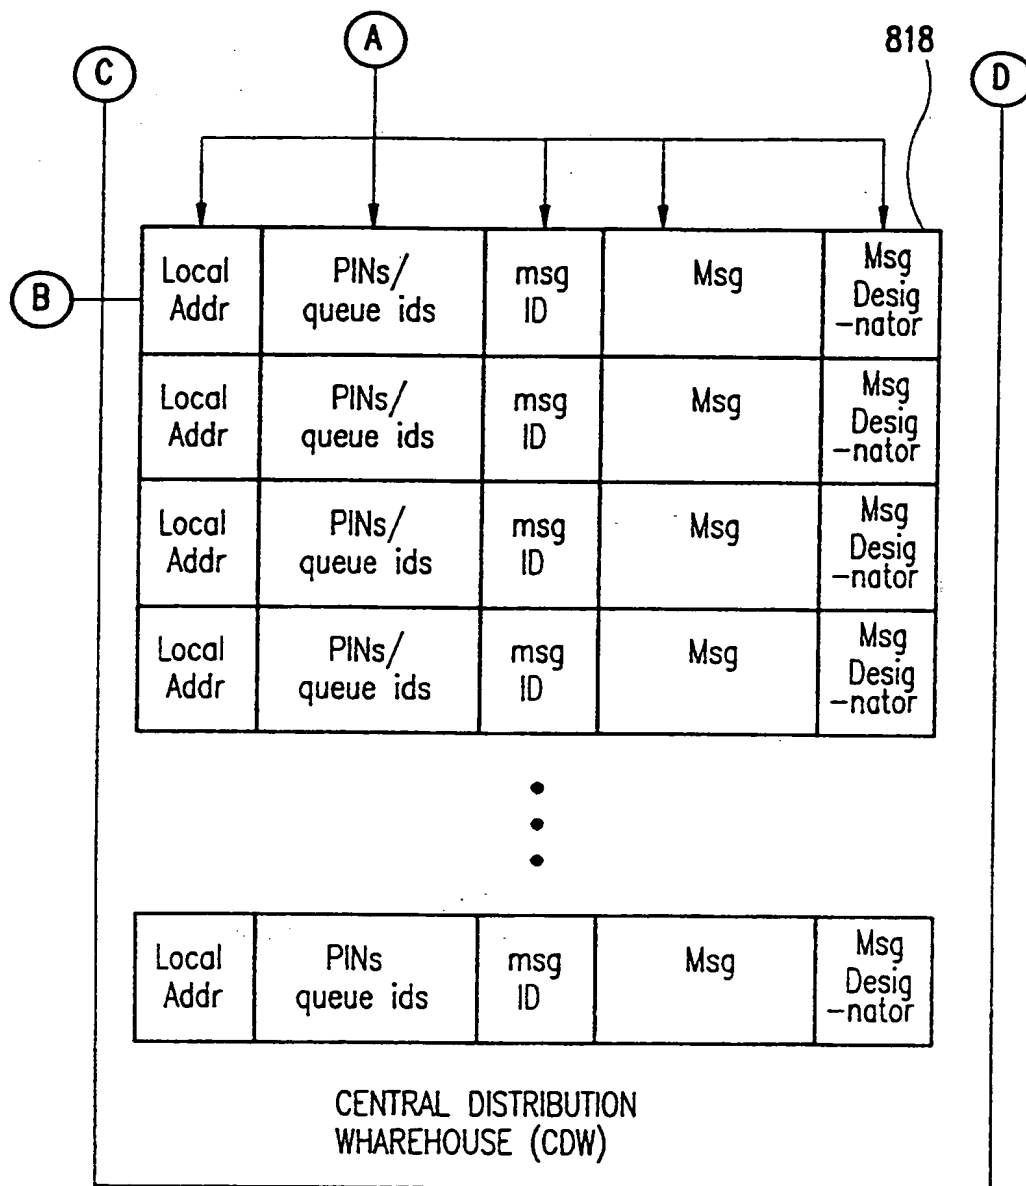 A
818
C
D
B
Local Addr PINs/ queue ids msg ID Msg Msg Desig -nator
Local Addr PINs/ queue ids msg ID Msg Msg Desig -nator
Local Addr PINs/ queue ids msg ID Msg Msg Desig -nator
Local Addr PINs/ queue ids msg ID Msg Msg Desig -nator
Local Addr PINs queue ids msg ID Msg Msg Desig -nator
CENTRAL DISTRIBUTION
WHAREHOUSE (CDW)